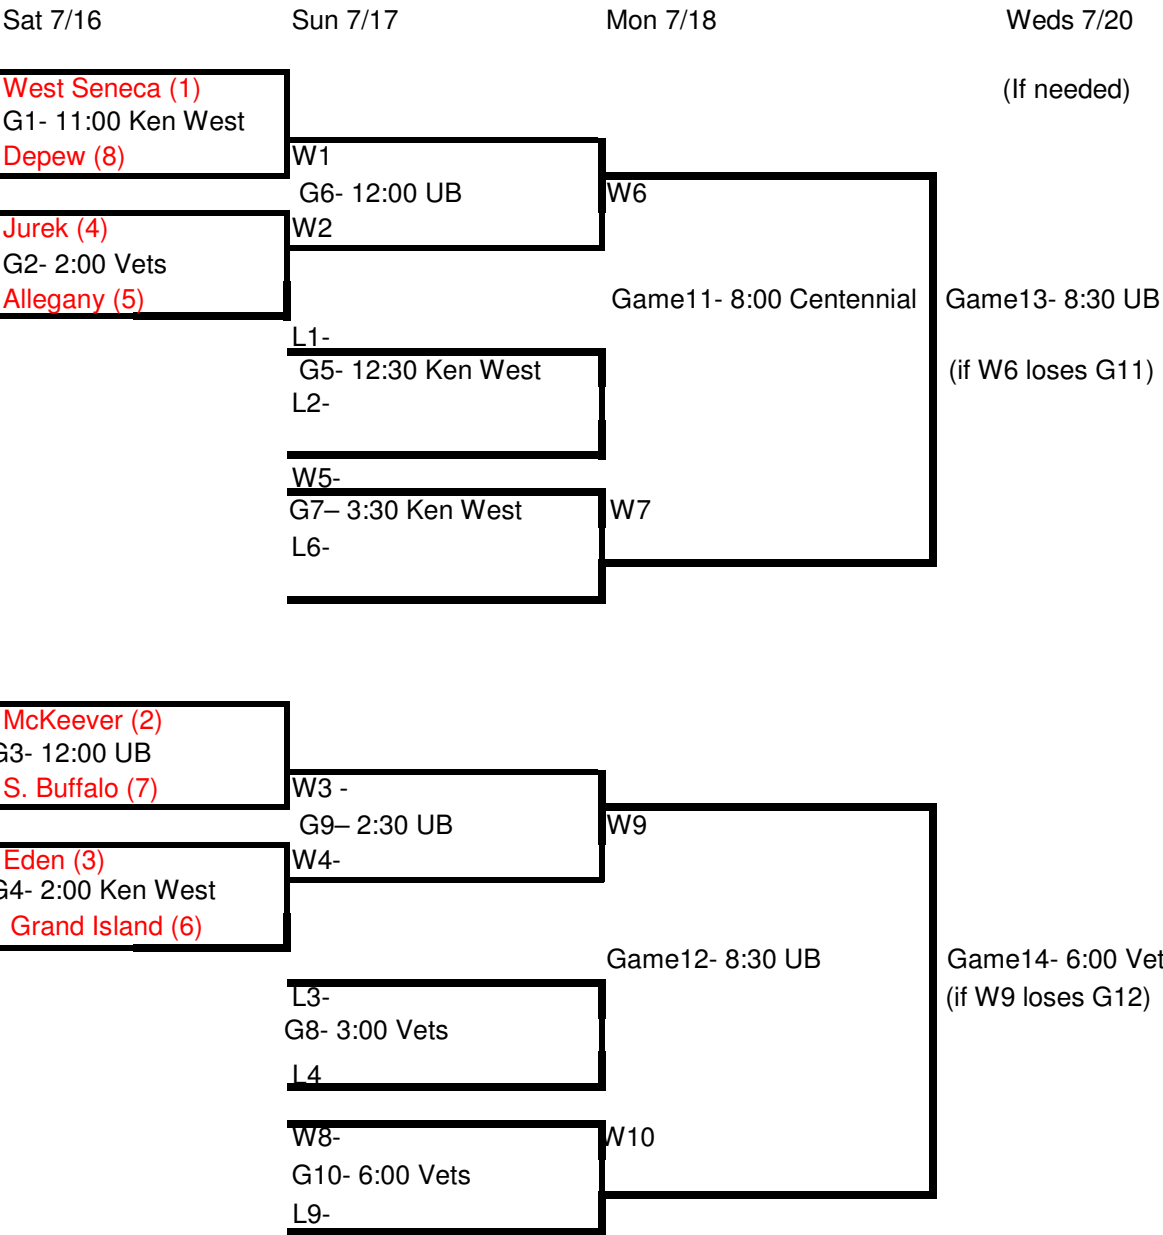 Sat 7/16 Sun 7/17 Mon 7/18 Weds 7/20
West Seneca (1) (If needed)
G1- 11:00 Ken West
Depew (8) W1
G6- 12:00 UB W6
Jurek (4) W2
G2- 2:00 Vets
Allegany (5) Game11- 8:00 Centennial Game13- 8:30 UB
L1-
G5- 12:30 Ken West (if W6 loses G11)
L2-
W5-
G7– 3:30 Ken West W7
L6-
McKeever (2)
G3- 12:00 UB
S. Buffalo (7) W3 -
G9– 2:30 UB W9
Eden (3) W4-
G4- 2:00 Ken West
Grand Island (6)
Game12- 8:30 UB Game14- 6:00 Vet
L3- (if W9 loses G12)
G8- 3:00 Vets
L4
W8- W10
G10- 6:00 Vets
L9-